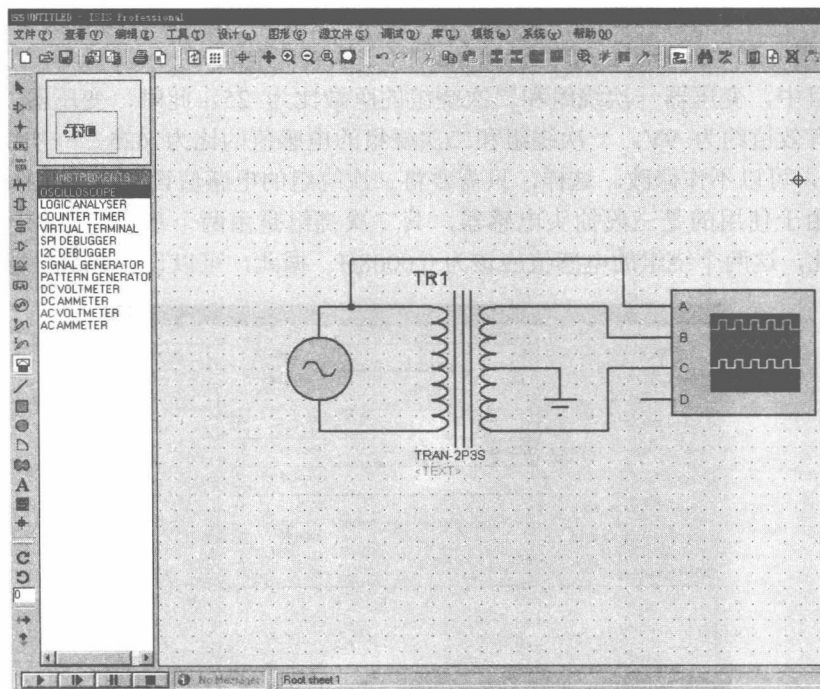 UNTITLED - ISIS Professional
文件(F) 查看(V) 编辑(E) 工具(T) 设计(D) 图形(G) 源文件(S) 调试(B) 库(L) 模板(M) 系统(Y) 帮助(H)
INSTRUMENTS
OSCILLOSCOPE
LOGIC ANALYSER
COUNTER TIMER
VIRTUAL TERMINAL
SPI DEBUGGER
I2C DEBUGGER
SIGNAL GENERATOR
PATTERN GENERATOR
DC VOLTMETER
DC AMMETER
AC VOLTMETER
AC AMMETER
TR1
A
B
C
D
TRAN-2P3S
<TEXT>
0
No Messages
Root sheet 1